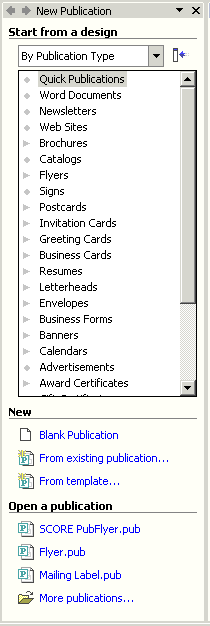 New Publication
Start from a design
By Publication Type
Quick Publications
Word Documents
Newsletters
Web Sites
Brochures
Catalogs
Flyers
Signs
Postcards
Invitation Cards
Greeting Cards
Business Cards
Resumes
Letterheads
Envelopes
Business Forms
Banners
Calendars
Advertisements
Award Certificates
New
Blank Publication
From existing publication...
From template...
Open a publication
SCORE PubFlyer.pub
Flyer.pub
Mailing Label.pub
More publications...